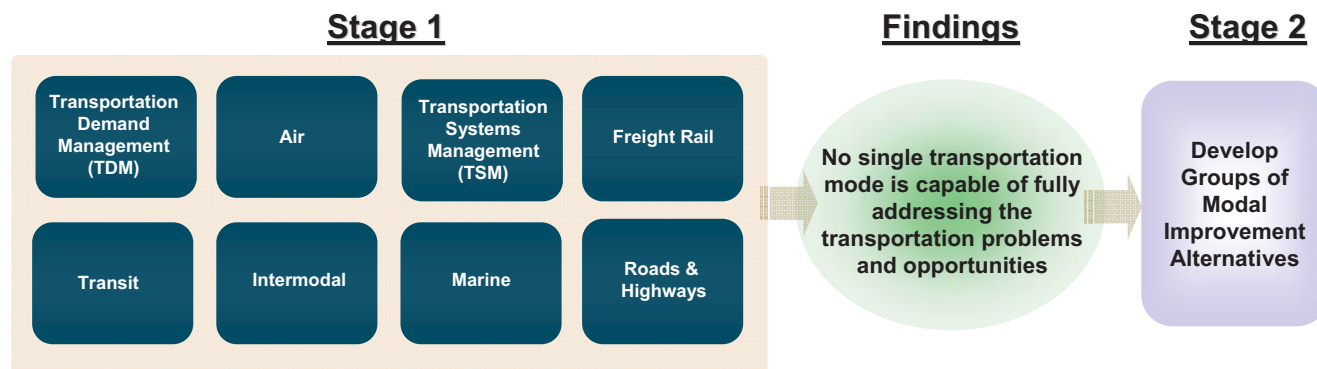 Stage 1
Findings
Stage 2
Transportation
Demand
Management
(TDM)
Air
Transportation
Systems
Management
(TSM)
Freight Rail
Transit
Intermodal
Marine
Roads &
Highways
No single transportation
mode is capable of fully
addressing the
transportation problems
and opportunities
Develop
Groups of
Modal
Improvement
Alternatives